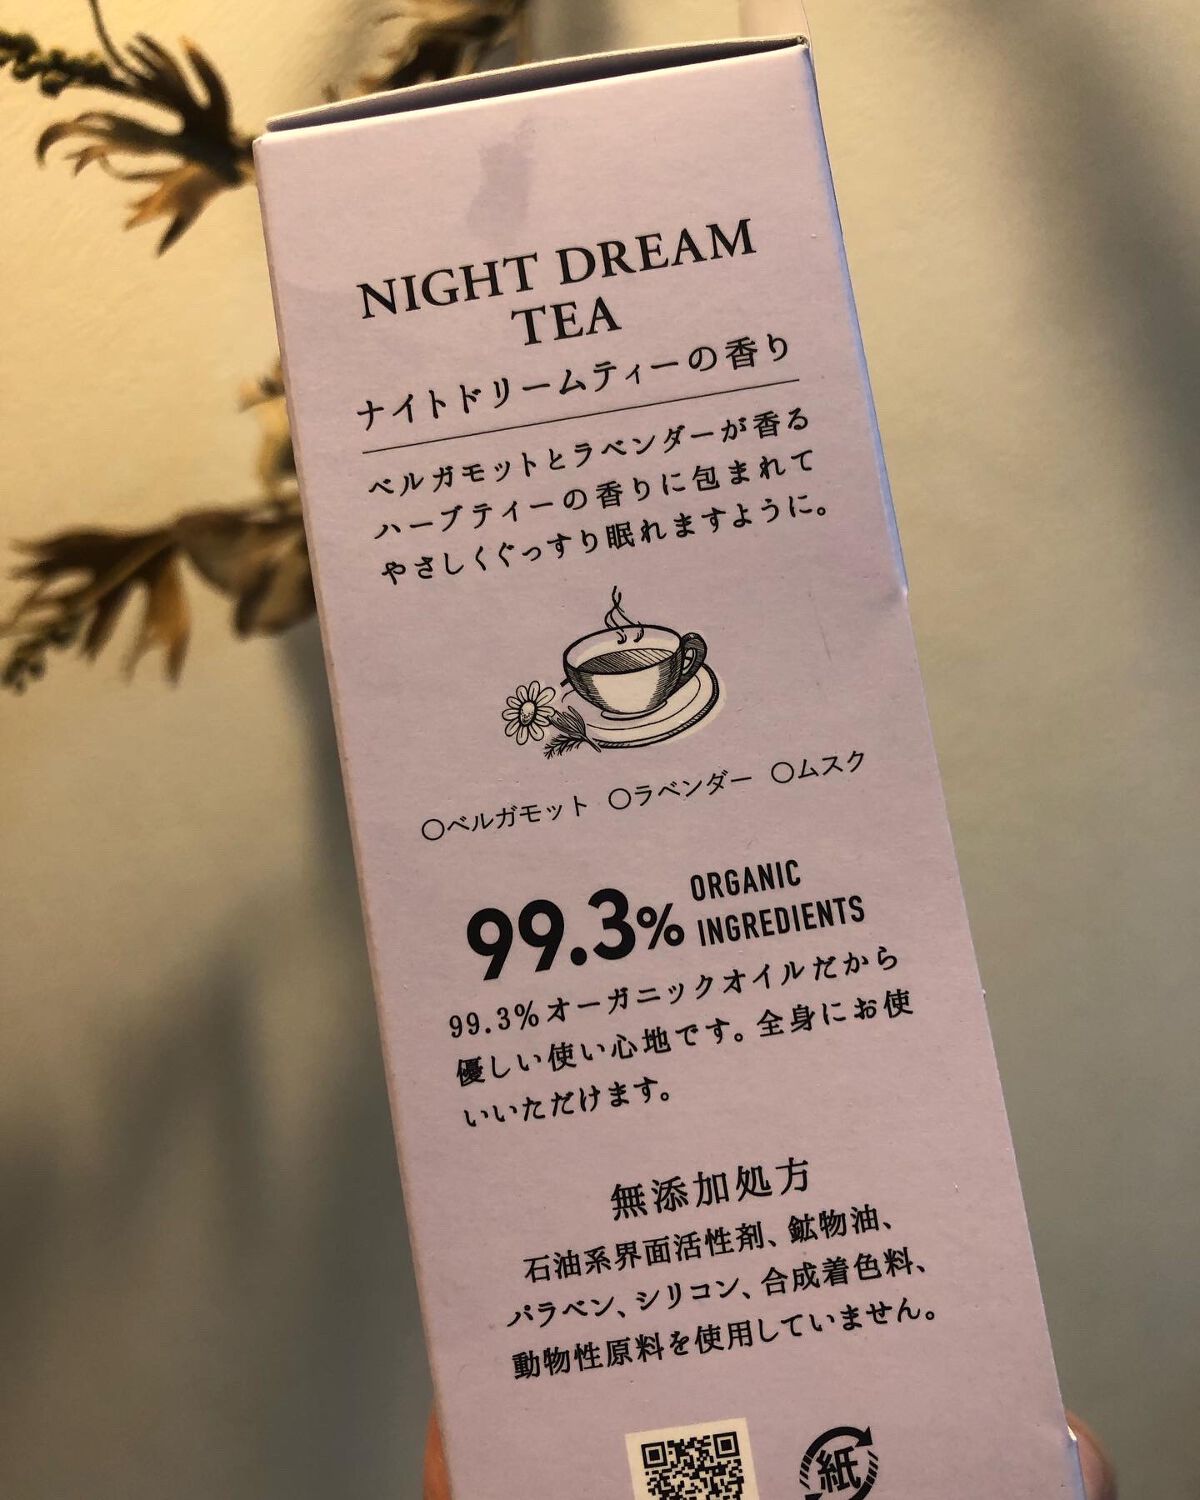 NIGHT DREAM
TEA
ナイトドリームティーの香り
ベルガモットとラベンダーが香る
ハーブティーの香りに包まれて
やさしくぐっすり眠れますように。
○ベルガモット ○ラベンダー ○ムスク
99.3% ORGANIC
INGREDIENTS
99.3%オーガニックオイルだから
優しい使い心地です。全身にお使
いいただけます。
無添加処方
石油系界面活性剤、鉱物油、
パラベン、シリコン、合成着色料、
動物性原料を使用していません。
紙